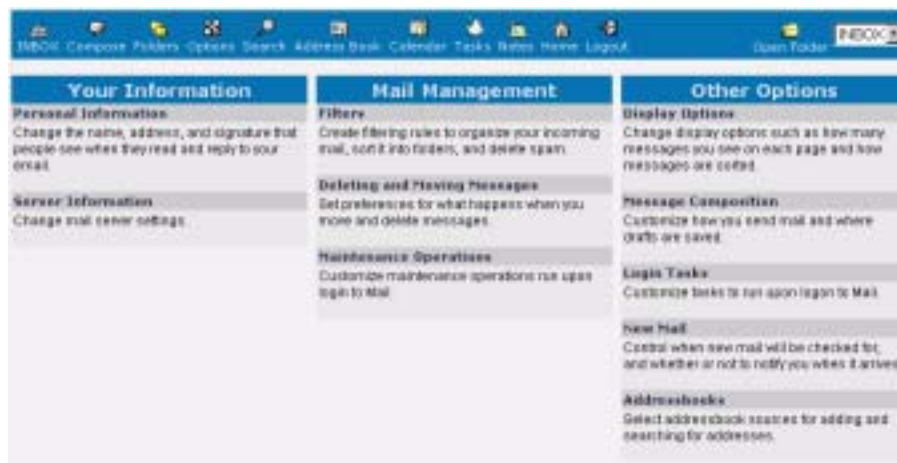 INBOX Compose Folders Options Search Address Book Calendar Tasks Notes Home Logout
Open Folder INBOX
Your Information
Personal Information
Change the name, address, and signature that
people see when they read and reply to your
email.
Server Information
Change mail server settings.
Mail Management
Filters
Create filtering rules to organize your incoming
mail, sort it into folders, and delete spam.
Deleting and Moving Messages
Set preferences for what happens when you
move and delete messages.
Maintenance Operations
Customize maintenance operations run upon
login to Mail.
Other Options
Display Options
Change display options such as how many
messages you see on each page and how
messages are sorted.
Message Composition
Customize how you send mail and where
drafts are saved.
Login Tasks
Customize tasks to run upon logon to Mail.
New Mail
Control when new mail will be checked for,
and whether or not to notify you when it arrives
Addressbooks
Select addressbook sources for adding and
searching for addresses.